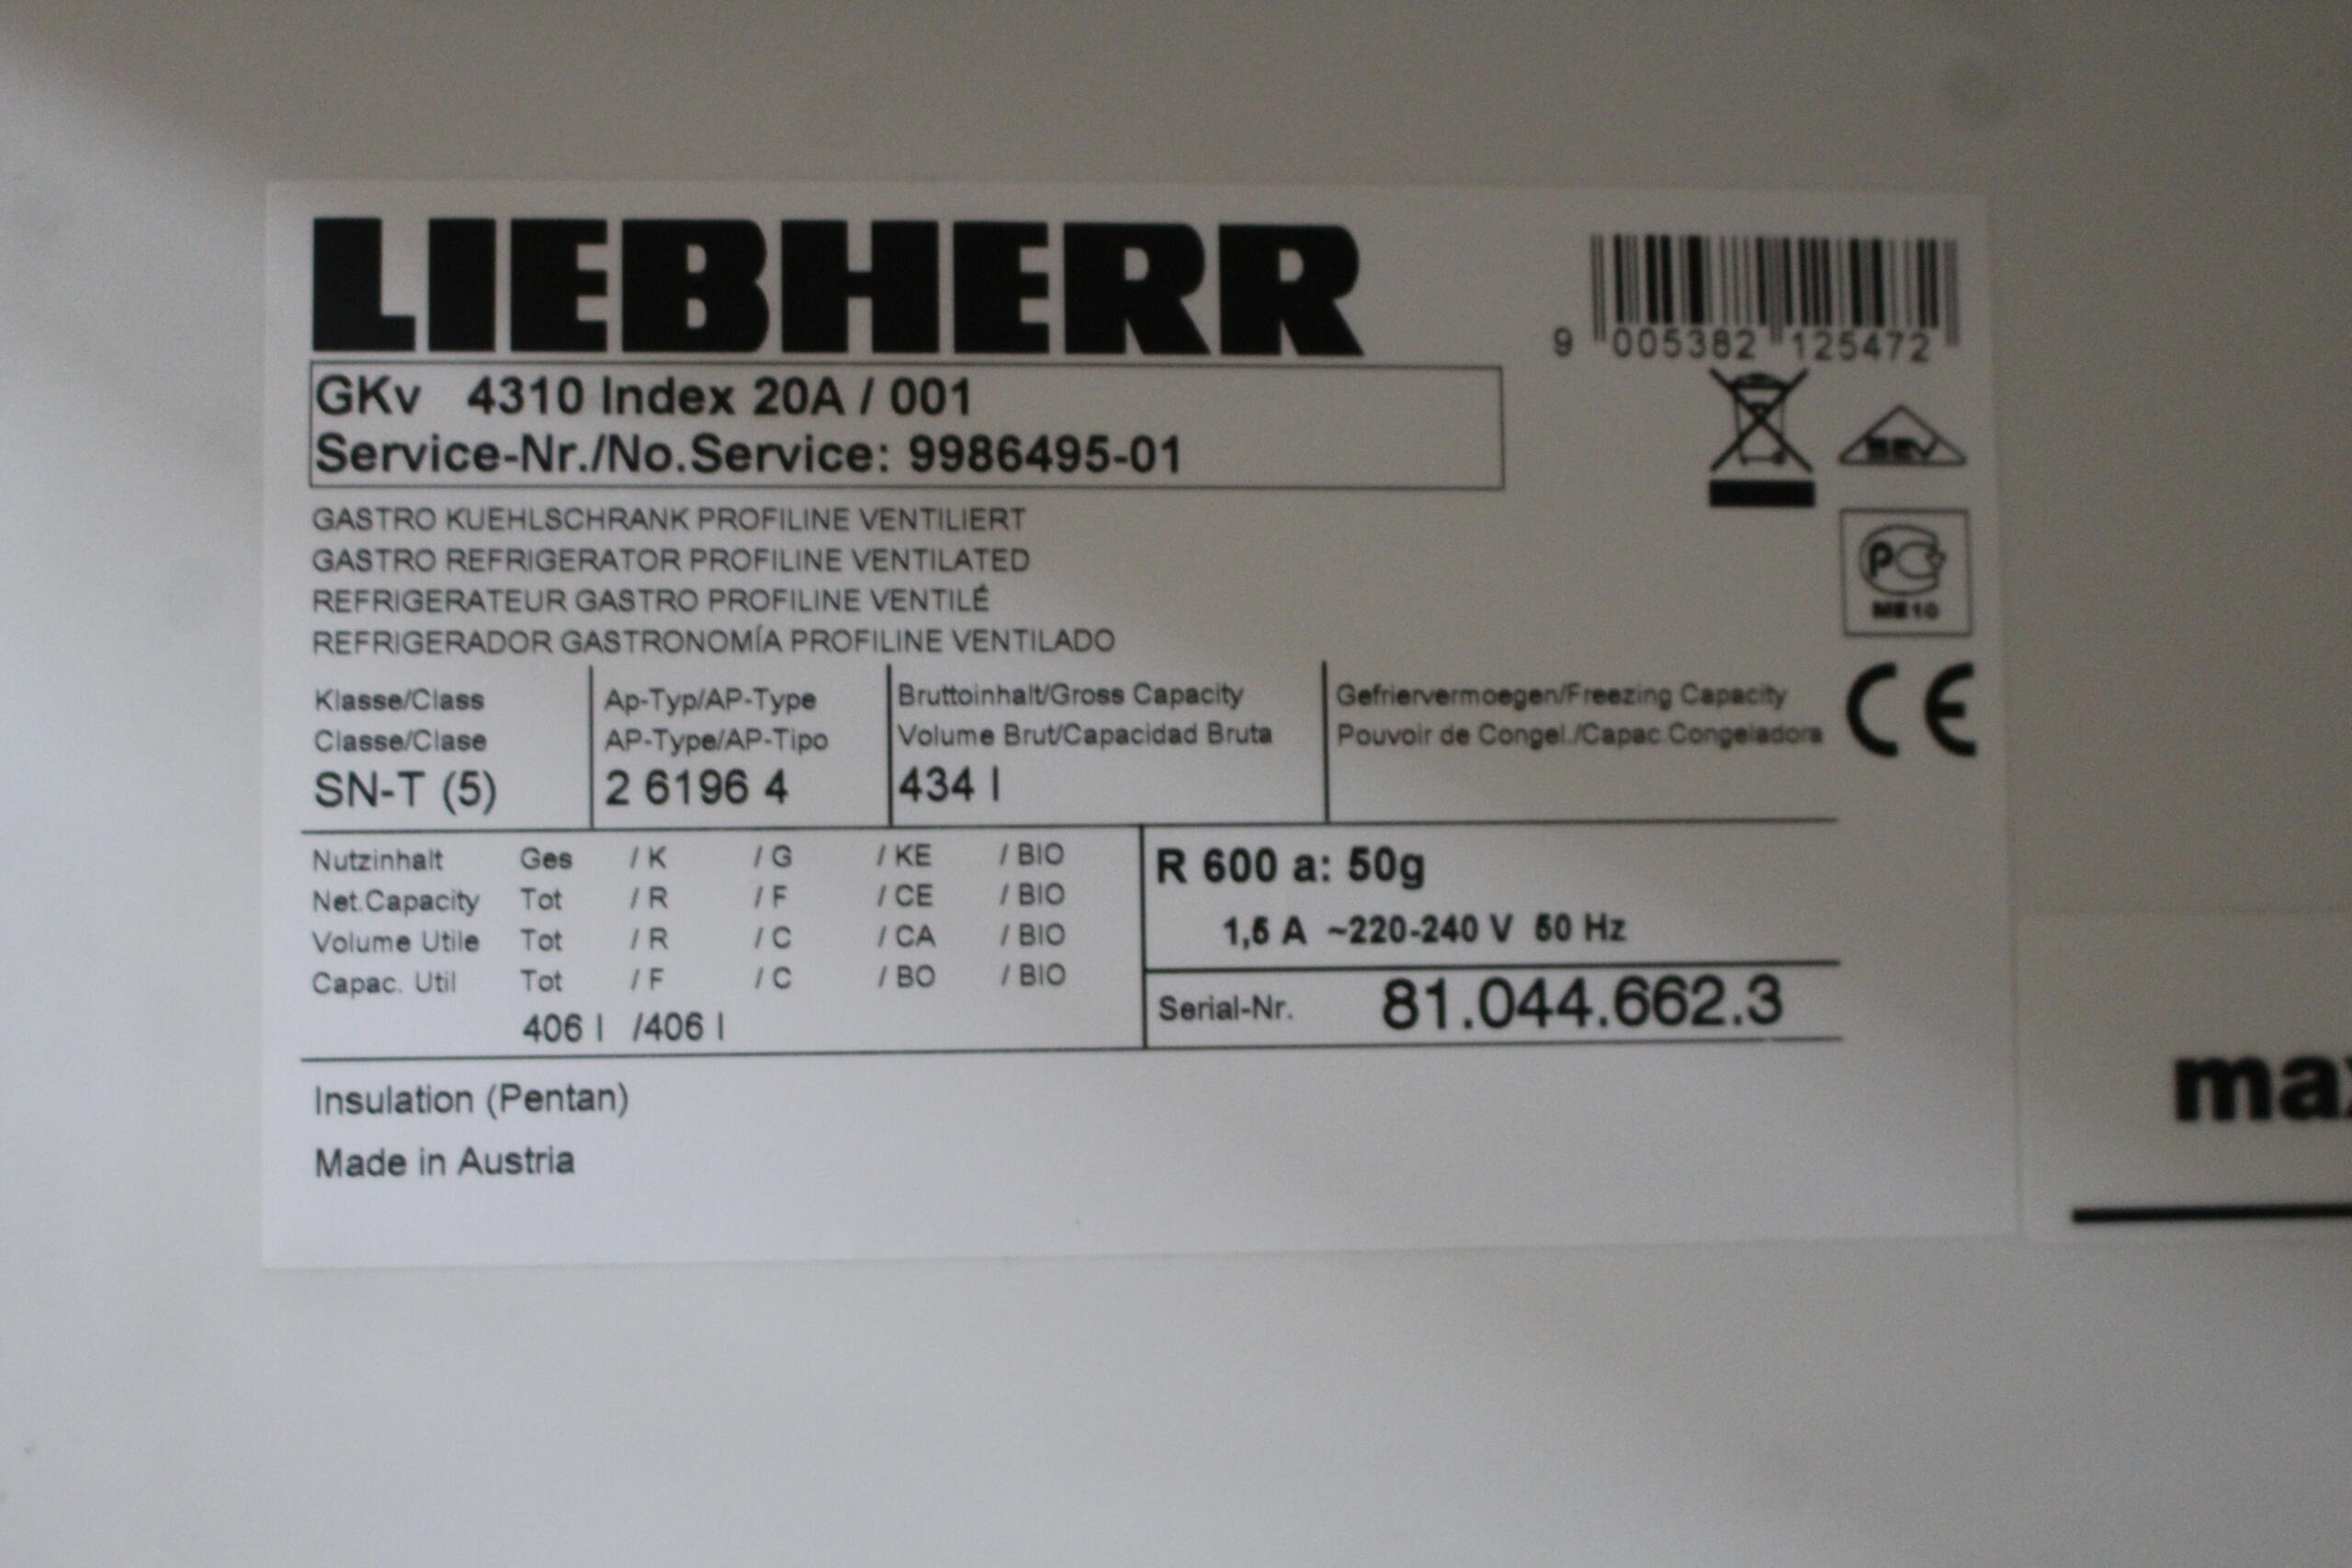 LIEBHERR
9 005382 125472
GKv 4310 Index 20A / 001
Service-Nr./No.Service: 9986495-01
GASTRO KUEHLSCHRANK PROFILINE VENTILIERT
GASTRO REFRIGERATOR PROFILINE VENTILATED
REFRIGERATEUR GASTRO PROFILINE VENTILÉ
REFRIGERADOR GASTRONOMÍA PROFILINE VENTILADO
SEV
PC
ME10
CE
Klasse/Class
Classe/Clase
SN-T (5)
Ap-Typ/AP-Type
AP-Type/AP-Tipo
2 6196 4
Bruttoinhalt/Gross Capacity
Volume Brut/Capacidad Bruta
434 l
Gefriervermoegen/Freezing Capacity
Pouvoir de Congel./Capac.Congeladora
Nutzinhalt Ges / K / G / KE / BIO
Net.Capacity Tot / R / F / CE / BIO
Volume Utile Tot / R / C / CA / BIO
Capac. Util Tot / F / C / BO / BIO
406 l /406 l
R 600 a: 50g
1,5 A ~220-240 V 50 Hz
Serial-Nr. 81.044.662.3
Insulation (Pentan)
Made in Austria